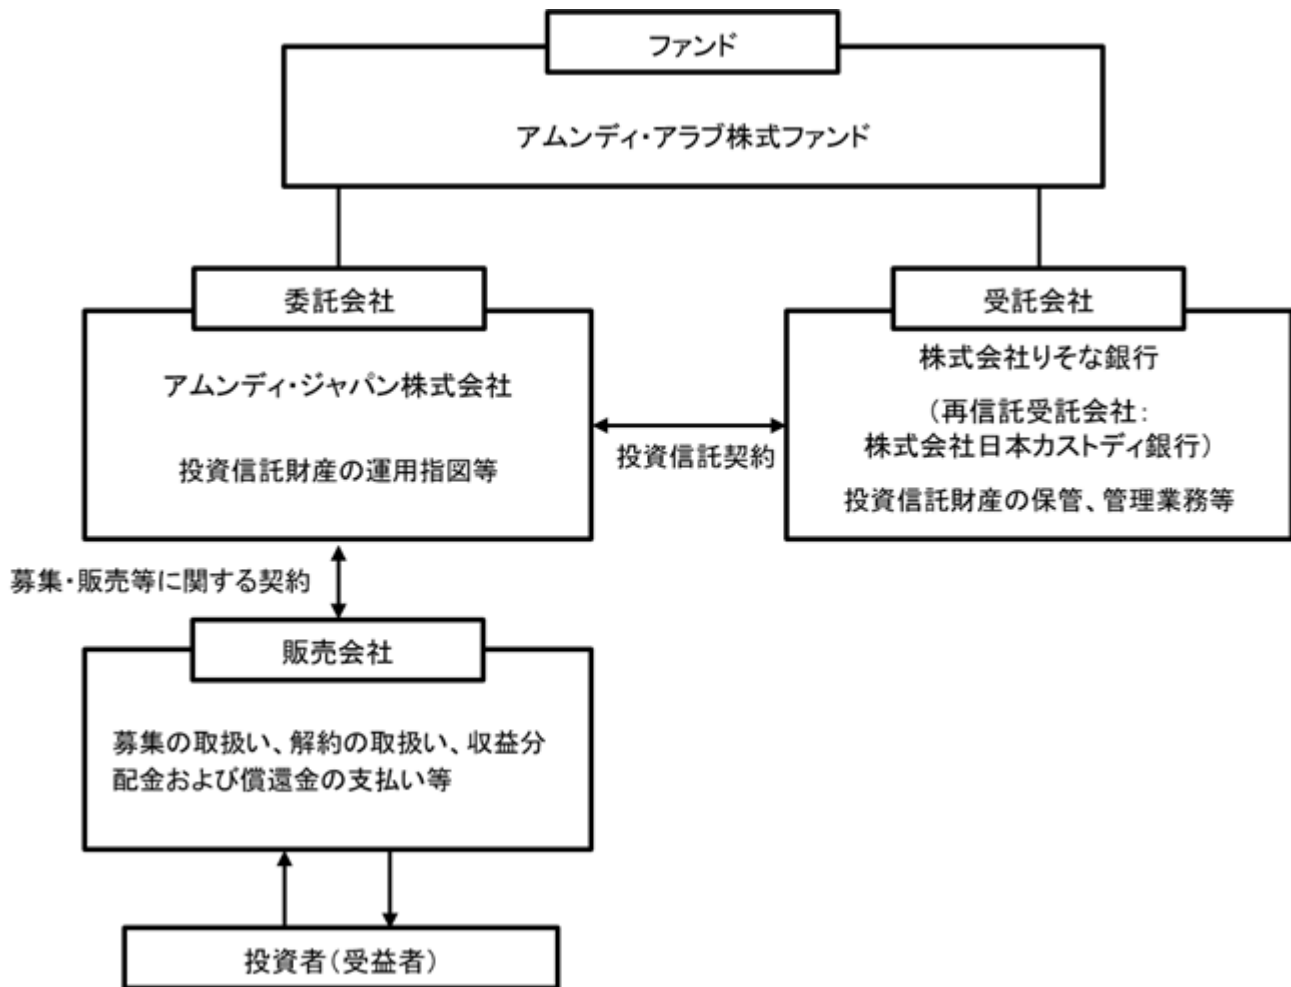 ファンド
アムンディ・アラブ株式ファンド
委託会社
アムンディ・ジャパン株式会社
投資信託財産の運用指図等
投資信託契約
受託会社
株式会社りそな銀行
(再信託受託会社:
株式会社日本カストディ銀行)
投資信託財産の保管、管理業務等
募集・販売等に関する契約
販売会社
募集の取扱い、解約の取扱い、収益分
配金および償還金の支払い等
投資者(受益者)